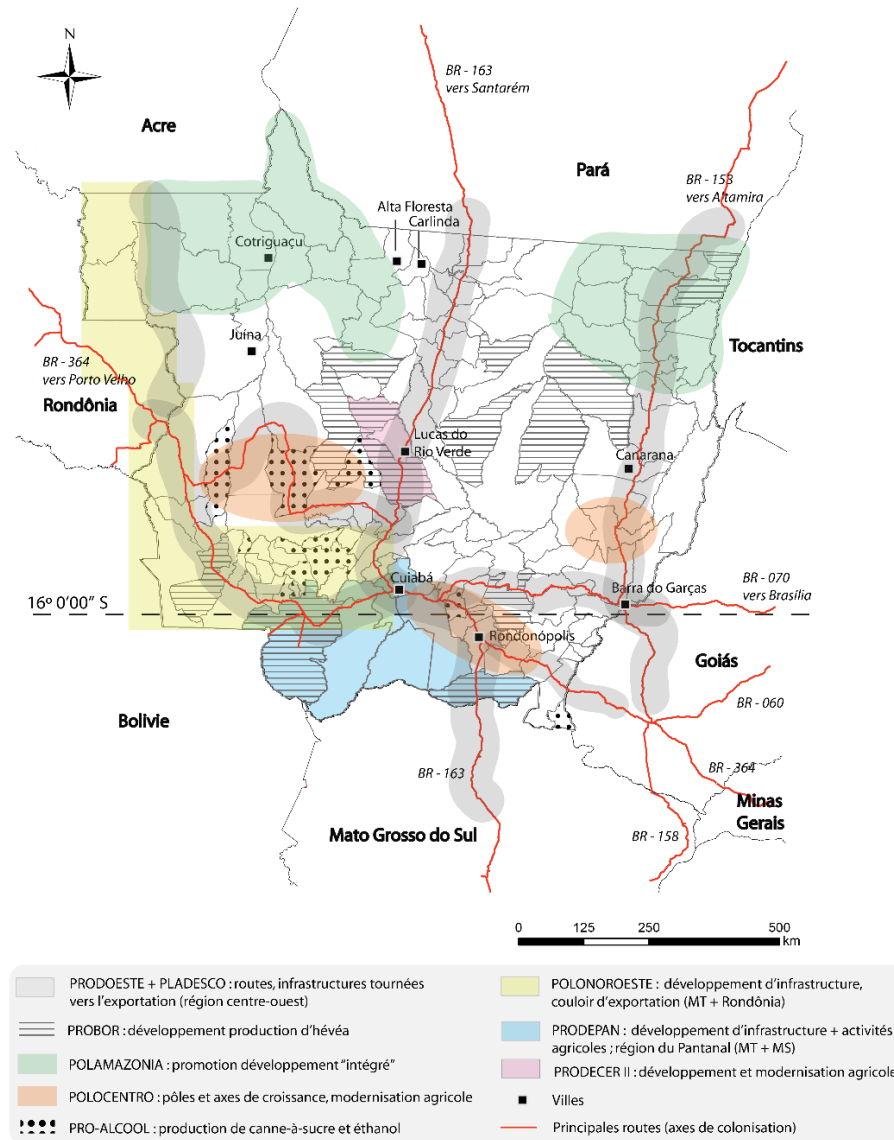 BR - 163
vers Santarém
Acre
Pará
BR - 153
vers Altamira
Alta Floresta
Carlinda
Cotriguaçu
Juína
Tocantins
BR - 364
vers Porto Velho
Rondônia
Lucas do
Rio Verde
Canarana
Cuiabá
Barra do Garças
BR - 070
vers Brasília
16º 0'00'' S
Rondonópolis
Goiás
Bolivie
BR - 060
BR - 163
BR - 364
Minas
Gerais
Mato Grosso do Sul
BR - 158
0 125 250 500
km
PRODOESTE + PLADESCO : routes, infrastructures tournées
vers l'exportation (région centre-ouest)
PROBOR : développement production d'hévéa
POLAMAZONIA : promotion développement "intégré"
POLOCENTRO : pôles et axes de croissance, modernisation agricole
PRO-ALCOOL : production de canne-à-sucre et éthanol
POLONOROESTE : développement d'infrastructure,
couloir d'exportation (MT + Rondônia)
PRODEPAN : développement d'infrastructure + activités
agricoles ; région du Pantanal (MT + MS)
PRODECER II : développement et modernisation agricole
Villes
Principales routes (axes de colonisation)